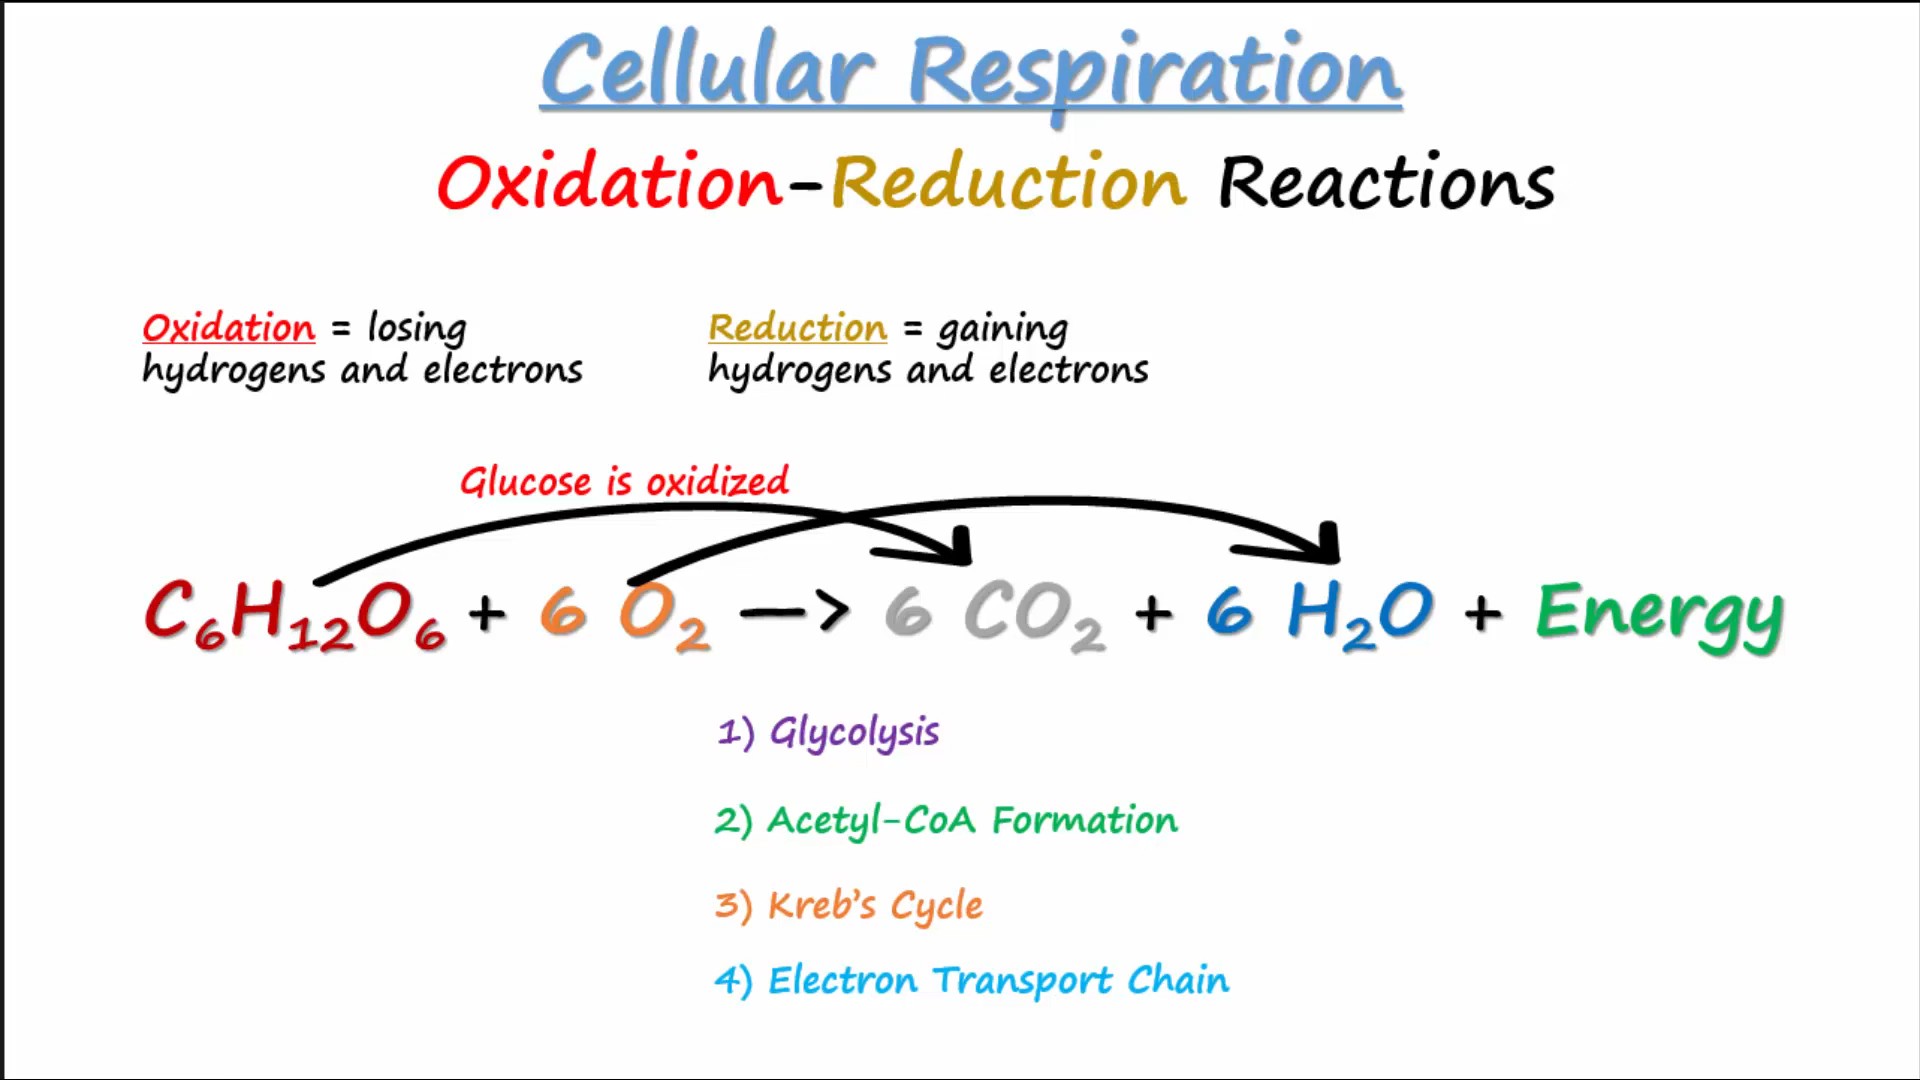 Cellular Respiration
Oxidation-Reduction Reactions
Oxidation = losing
hydrogens and electrons
Reduction = gaining
hydrogens and electrons
Glucose is oxidized
C₆H₁₂O₆ + 6 O₂ —> 6 CO₂ + 6 H₂O + Energy
1) Glycolysis
2) Acetyl-CoA Formation
3) Kreb’s Cycle
4) Electron Transport Chain